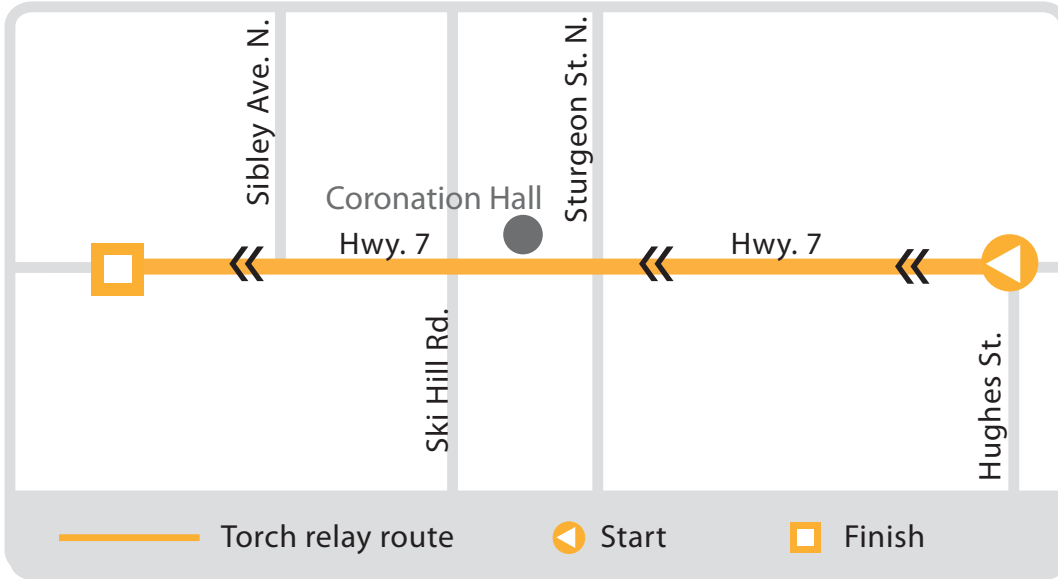 Sibley Ave. N.
Sturgeon St. N.
Coronation Hall
Hwy. 7
Hwy. 7
Ski Hill Rd.
Hughes St.
Torch relay route
Start
Finish